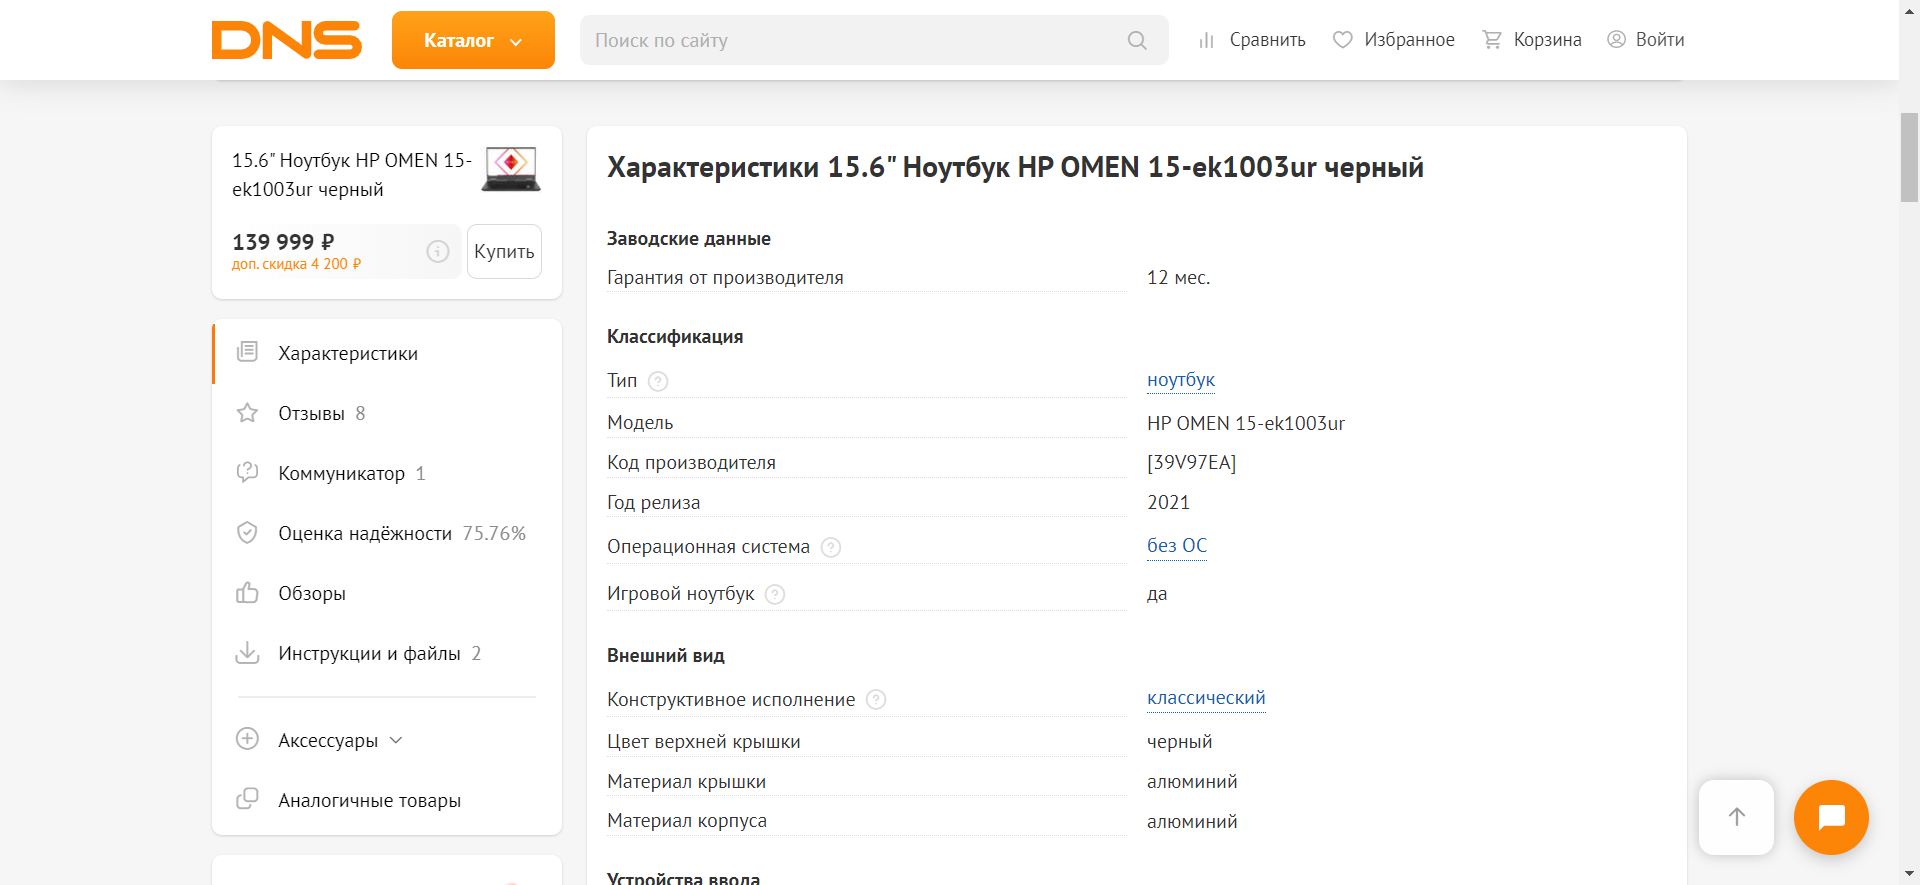 DNS
Каталог
Поиск по сайту
Сравнить
Избранное
Корзина
Войти
15.6" Ноутбук HP OMEN 15-
ek1003ur черный
139 999 ₽
доп. скидка 4 200 ₽
Купить
Характеристики
Отзывы 8
Коммуникатор 1
Оценка надёжности 75.76%
Обзоры
Инструкции и файлы 2
Аксессуары
Аналогичные товары
Характеристики 15.6" Ноутбук HP OMEN 15-ek1003ur черный
Заводские данные
Гарантия от производителя 12 мес.
Классификация
Тип ? ноутбук
Модель HP OMEN 15-ek1003ur
Код производителя [39V97EA]
Год релиза 2021
Операционная система ? без ОС
Игровой ноутбук ? да
Внешний вид
Конструктивное исполнение ? классический
Цвет верхней крышки черный
Материал крышки алюминий
Материал корпуса алюминий
Устройства ввода